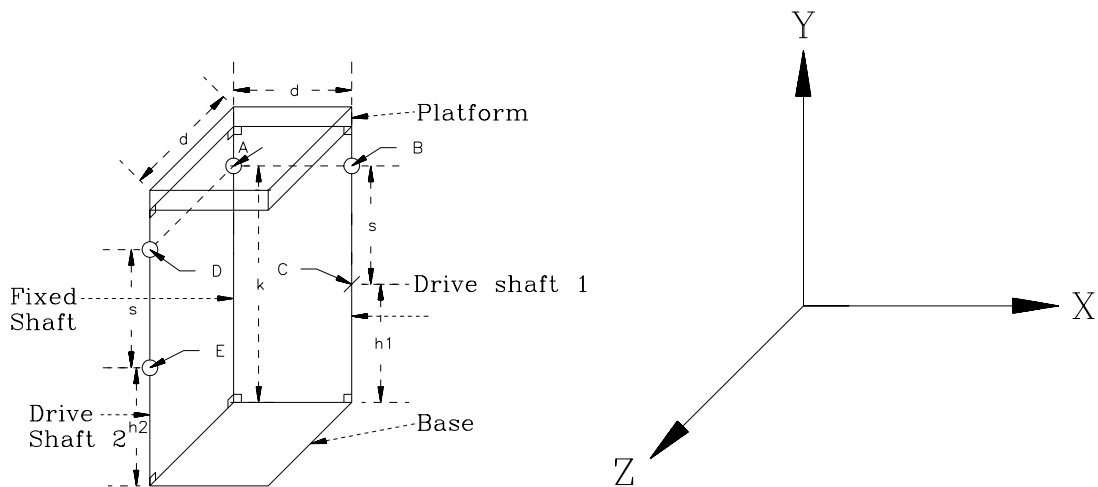 d
Platform
d
A
B
s
D
C
k
Drive shaft 1
Fixed
Shaft
s
h1
E
Drive
Shaft 2
h2
Base
Y
X
Z